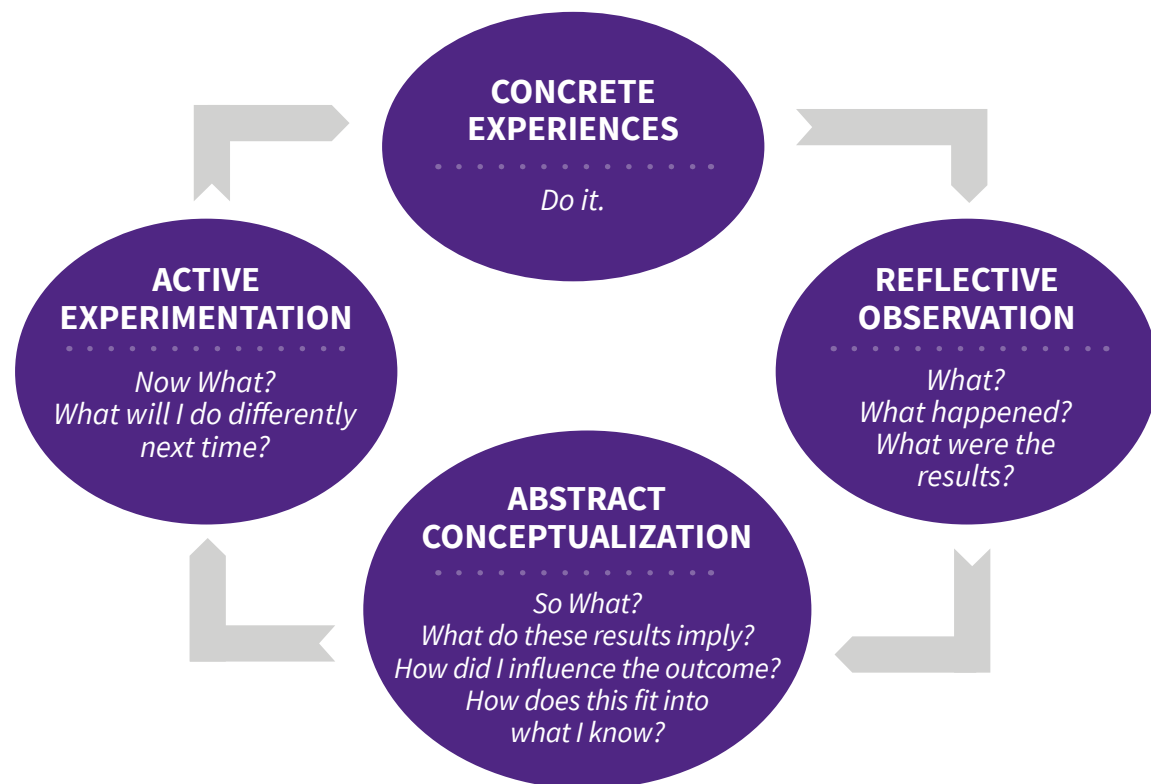 CONCRETE
EXPERIENCES
Do it.
REFLECTIVE
OBSERVATION
What?
What happened?
What were the
results?
ABSTRACT
CONCEPTUALIZATION
So What?
What do these results imply?
How did I influence the outcome?
How does this fit into
what I know?
ACTIVE
EXPERIMENTATION
Now What?
What will I do differently
next time?